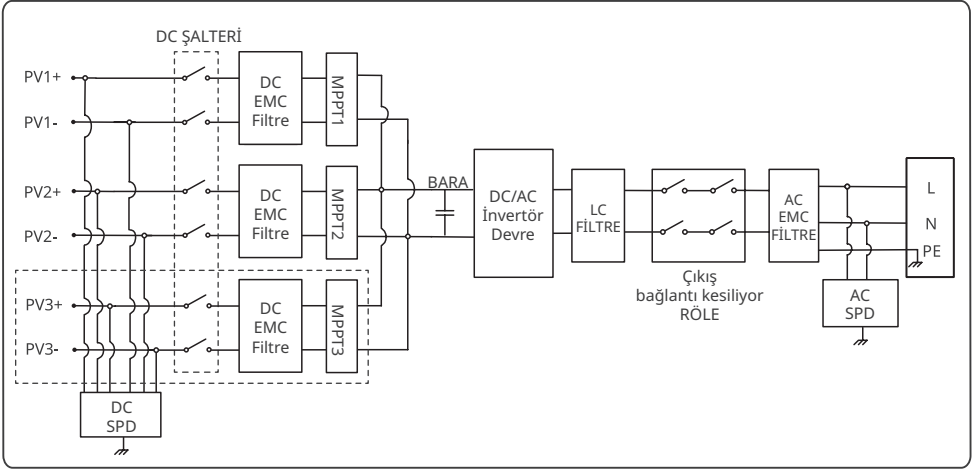 DC ŞALTERİ
PV1+
PV1-
DC
EMC
Filtre
MPPT1
PV2+
PV2-
DC
EMC
Filtre
MPPT2
PV3+
PV3-
DC
EMC
Filtre
MPPT3
DC
SPD
BARA
DC/AC
İnvertör
Devre
LC
FİLTRE
Çıkış
bağlantı kesiliyor
RÖLE
AC
EMC
FİLTRE
L
N
PE
AC
SPD